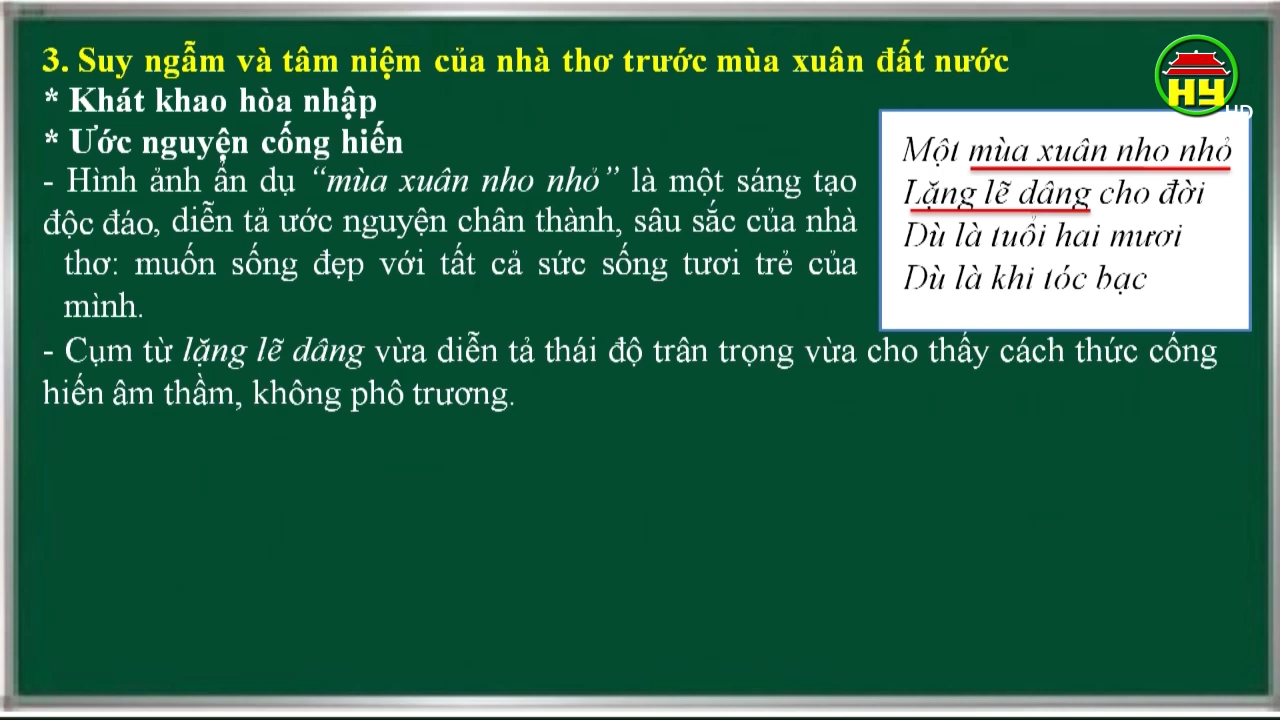 3. Suy ngẫm và tâm niệm của nhà thơ trước mùa xuân đất nước
* Khát khao hòa nhập
* Ước nguyện cống hiến
- Hình ảnh ẩn dụ “mùa xuân nho nhỏ” là một sáng tạo
độc đáo, diễn tả ước nguyện chân thành, sâu sắc của nhà
thơ: muốn sống đẹp với tất cả sức sống tươi trẻ của
mình.
- Cụm từ lặng lẽ dâng vừa diễn tả thái độ trân trọng vừa cho thấy cách thức cống
hiến âm thầm, không phô trương.
HY
HD
Một mùa xuân nho nhỏ
Lặng lẽ dâng cho đời
Dù là tuổi hai mươi
Dù là khi tóc bạc